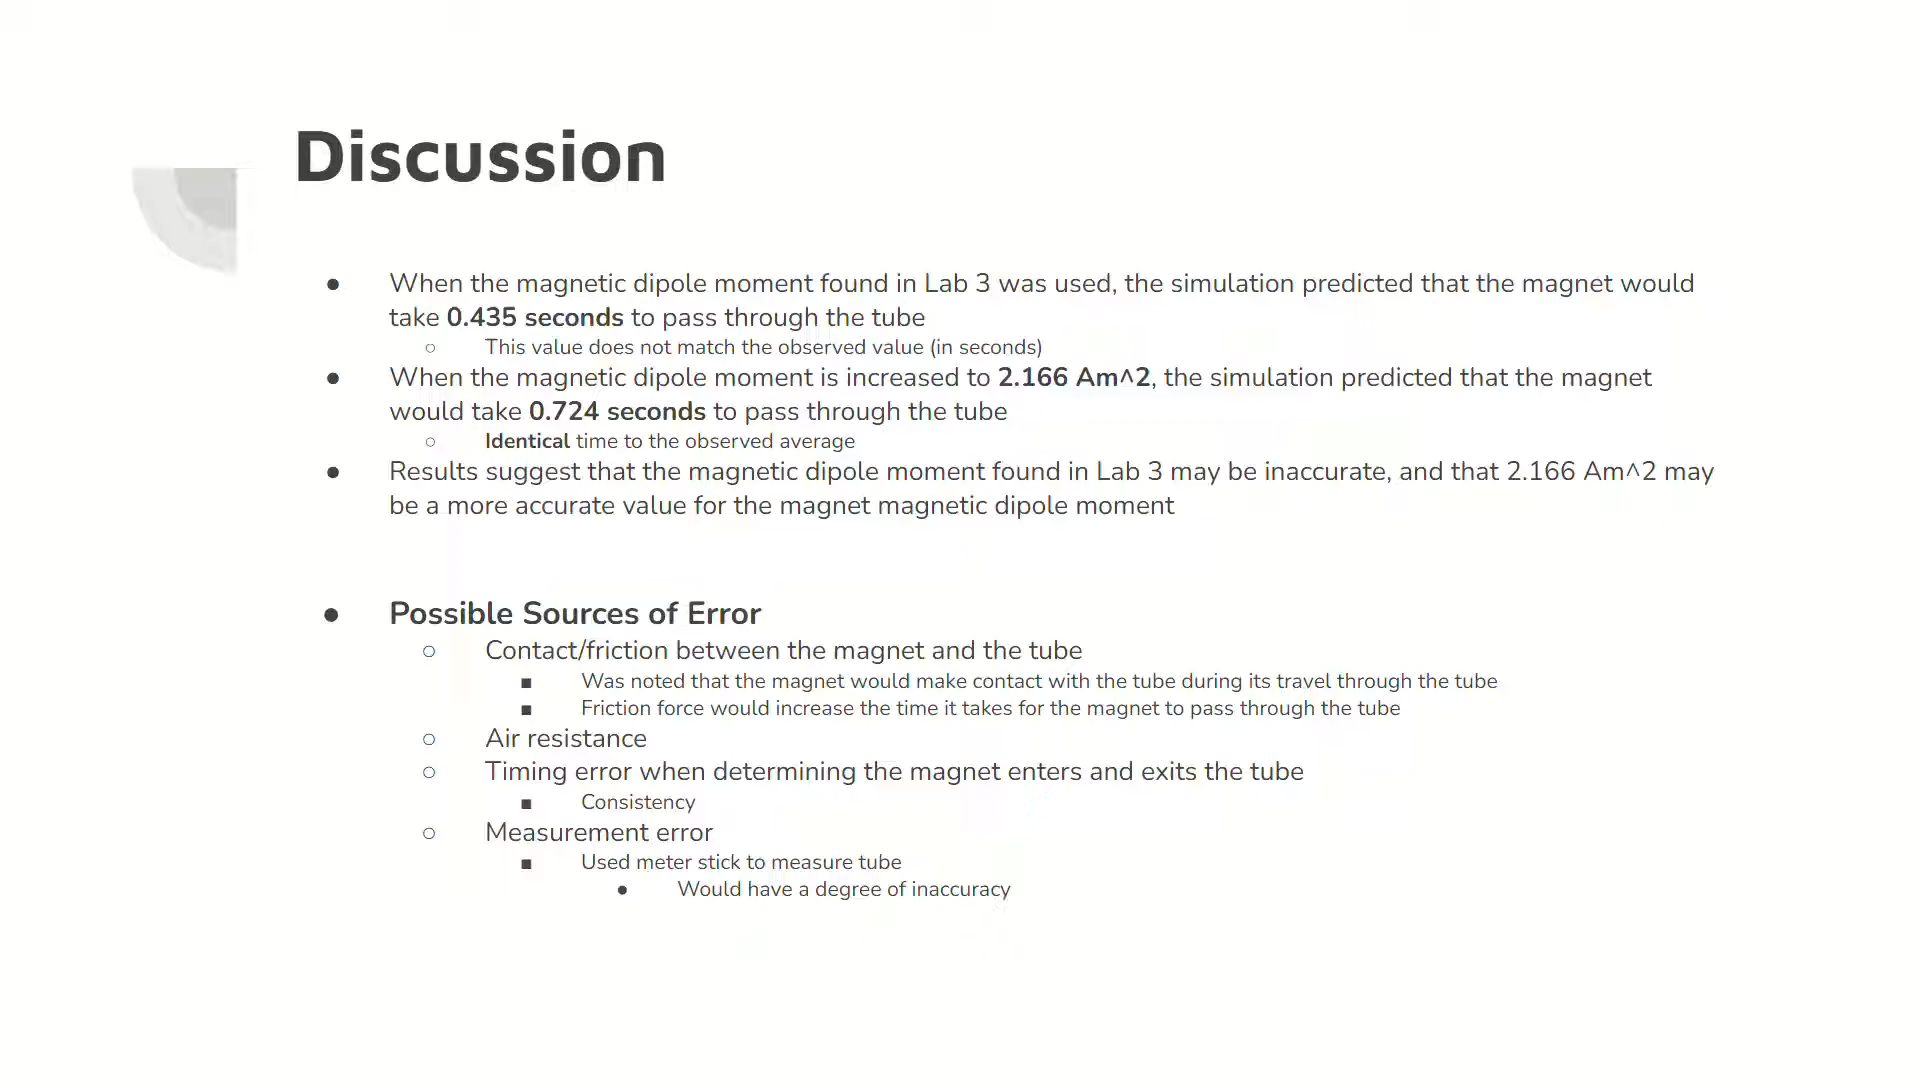 Discussion
● When the magnetic dipole moment found in Lab 3 was used, the simulation predicted that the magnet would
take 0.435 seconds to pass through the tube
○ This value does not match the observed value (in seconds)
● When the magnetic dipole moment is increased to 2.166 Am^2, the simulation predicted that the magnet
would take 0.724 seconds to pass through the tube
○ Identical time to the observed average
● Results suggest that the magnetic dipole moment found in Lab 3 may be inaccurate, and that 2.166 Am^2 may
be a more accurate value for the magnet magnetic dipole moment
● Possible Sources of Error
○ Contact/friction between the magnet and the tube
■ Was noted that the magnet would make contact with the tube during its travel through the tube
■ Friction force would increase the time it takes for the magnet to pass through the tube
○ Air resistance
○ Timing error when determining the magnet enters and exits the tube
■ Consistency
○ Measurement error
■ Used meter stick to measure tube
● Would have a degree of inaccuracy